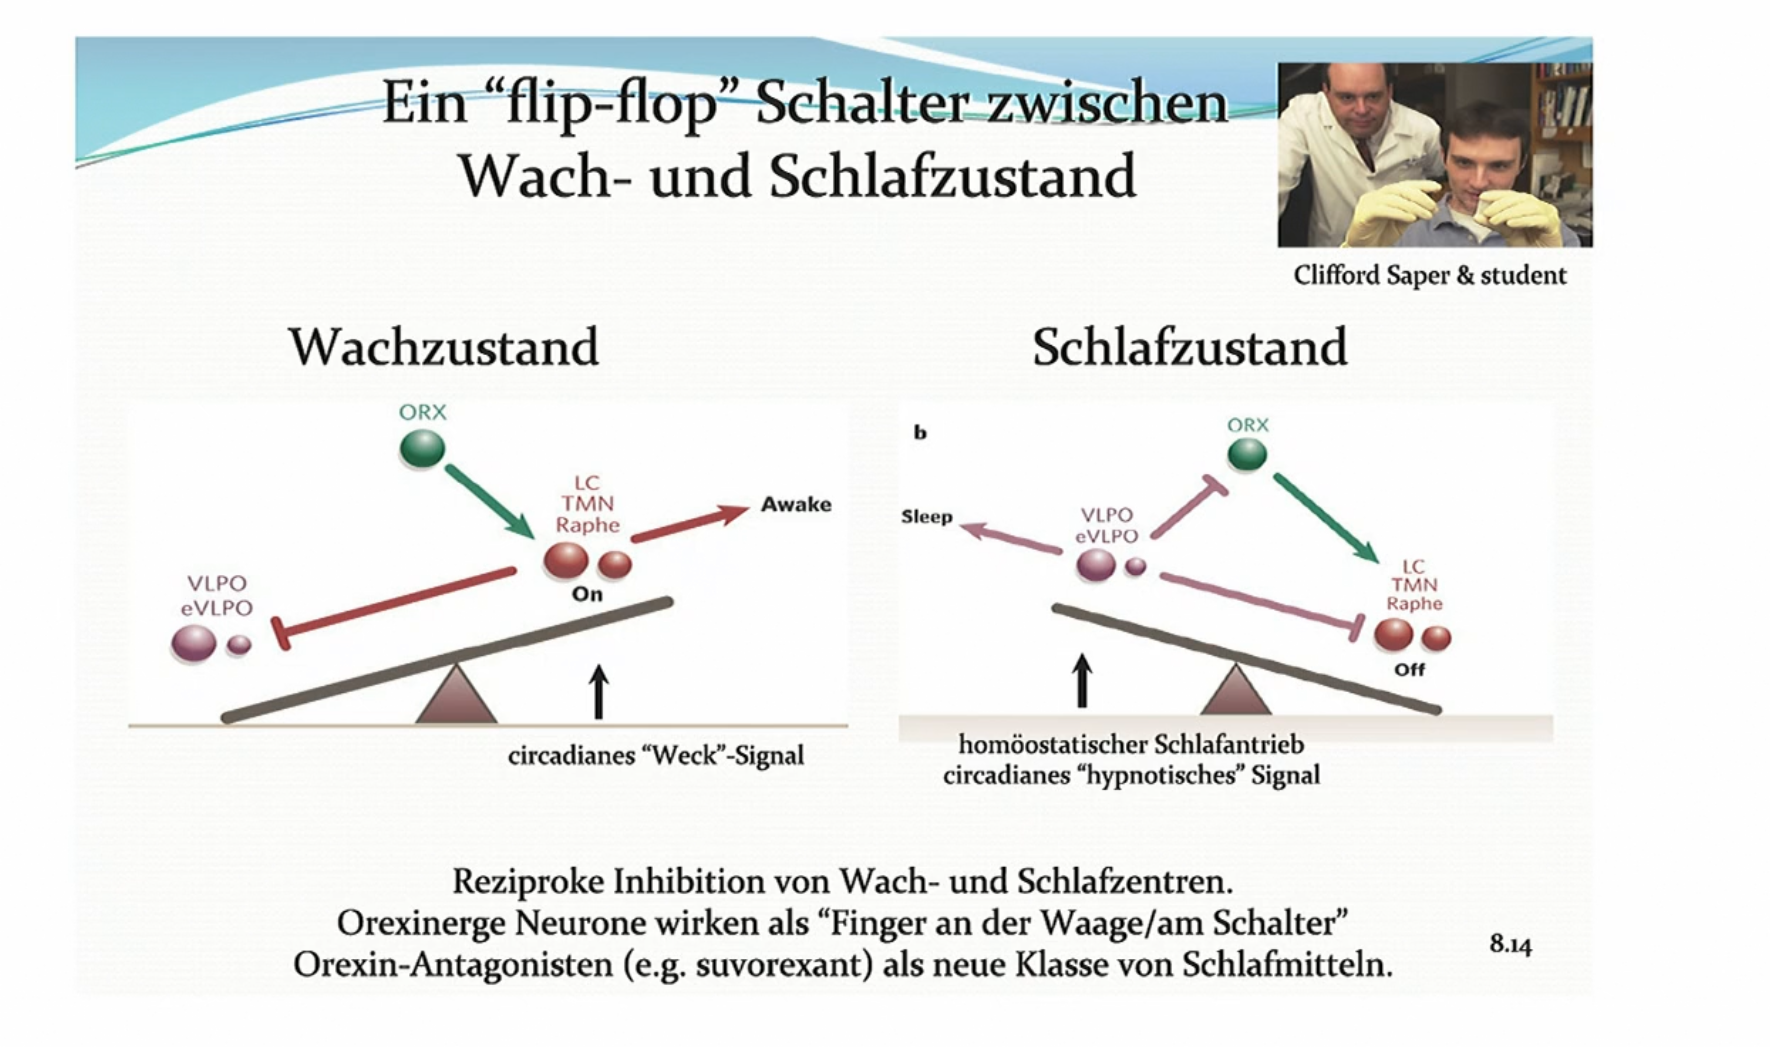 Ein “flip-flop” Schalter zwischen
Wach- und Schlafzustand
Clifford Saper & student
Wachzustand
ORX
LC
TMN
Raphe
Awake
On
VLPO
eVLPO
circadianes “Weck”-Signal
Schlafzustand
b
ORX
Sleep
VLPO
eVLPO
LC
TMN
Raphe
Off
homöostatischer Schlafantrieb
circadianes “hypnotisches” Signal
Reziproke Inhibition von Wach- und Schlafzentren.
Orexinerge Neurone wirken als “Finger an der Waage/am Schalter”
Orexin-Antagonisten (e.g. suvorexant) als neue Klasse von Schlafmitteln.
8.14